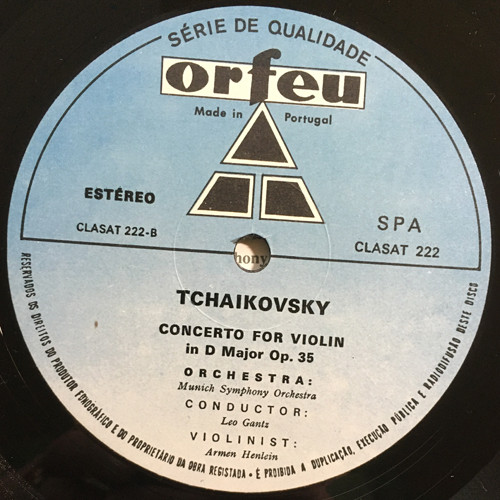 SÉRIE DE QUALIDADE
orfeu
Made in Portugal
ESTÉREO
CLASAT 222-B
SPA
CLASAT 222
hony
TCHAIKOVSKY
CONCERTO FOR VIOLIN
in D Major Op. 35
ORCHESTRA:
Munich Symphony Orchestra
CONDUCTOR:
Leo Gantz
VIOLINIST:
Armen Henlein
RESERVADOS OS DIREITOS DO PRODUTOR FONOGRÁFICO E DO PROPRIETÁRIO DA OBRA REGISTADA • É PROIBIDA A DUPLICAÇÃO, EXECUÇÃO PÚBLICA E RADIODIFUSÃO DESTE DISCO